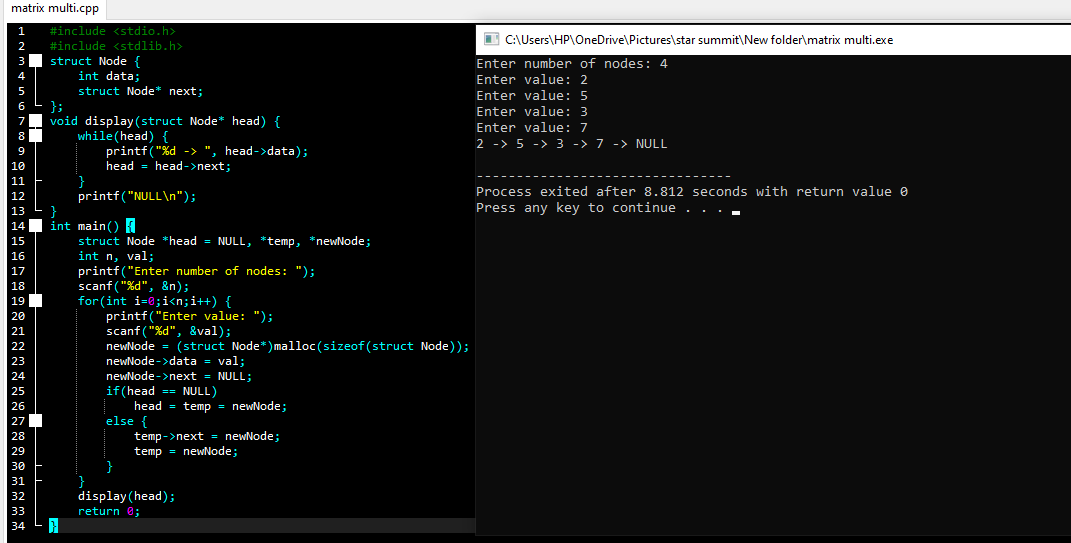 matrix multi.cpp
1 #include <stdio.h>
2 #include <stdlib.h>
3 struct Node {
4     int data;
5     struct Node* next;
6 };
7 void display(struct Node* head) {
8     while(head) {
9         printf("%d -> ", head->data);
10         head = head->next;
11     }
12     printf("NULL\n");
13 }
14 int main() {
15     struct Node *head = NULL, *temp, *newNode;
16     int n, val;
17     printf("Enter number of nodes: ");
18     scanf("%d", &n);
19     for(int i=0;i<n;i++) {
20         printf("Enter value: ");
21         scanf("%d", &val);
22         newNode = (struct Node*)malloc(sizeof(struct Node));
23         newNode->data = val;
24         newNode->next = NULL;
25         if(head == NULL)
26             head = temp = newNode;
27         else {
28             temp->next = newNode;
29             temp = newNode;
30         }
31     }
32     display(head);
33     return 0;
34 }
C:\Users\HP\OneDrive\Pictures\star summit\New folder\matrix multi.exe
Enter number of nodes: 4
Enter value: 2
Enter value: 5
Enter value: 3
Enter value: 7
2 -> 5 -> 3 -> 7 -> NULL
--------------------------------
Process exited after 8.812 seconds with return value 0
Press any key to continue . . .